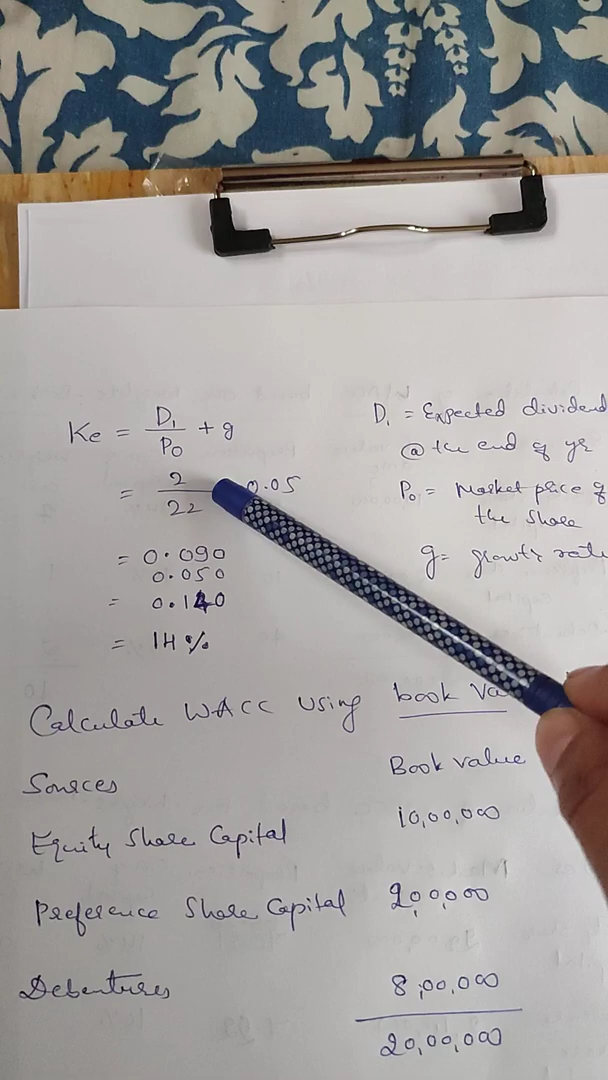 Ke = D1/P0 + g
D1 = Expected dividend
@ the end of yr
= 2/22 0.05
P0 = Market price of
the share
g = growth rate
= 0.090
0.050
= 0.140
= 14%
Calculate WACC using book va
Sources Book value
Equity Share Capital 10,00,000
Preference Share Capital 2,00,000
Debentures 8,00,000
20,00,000